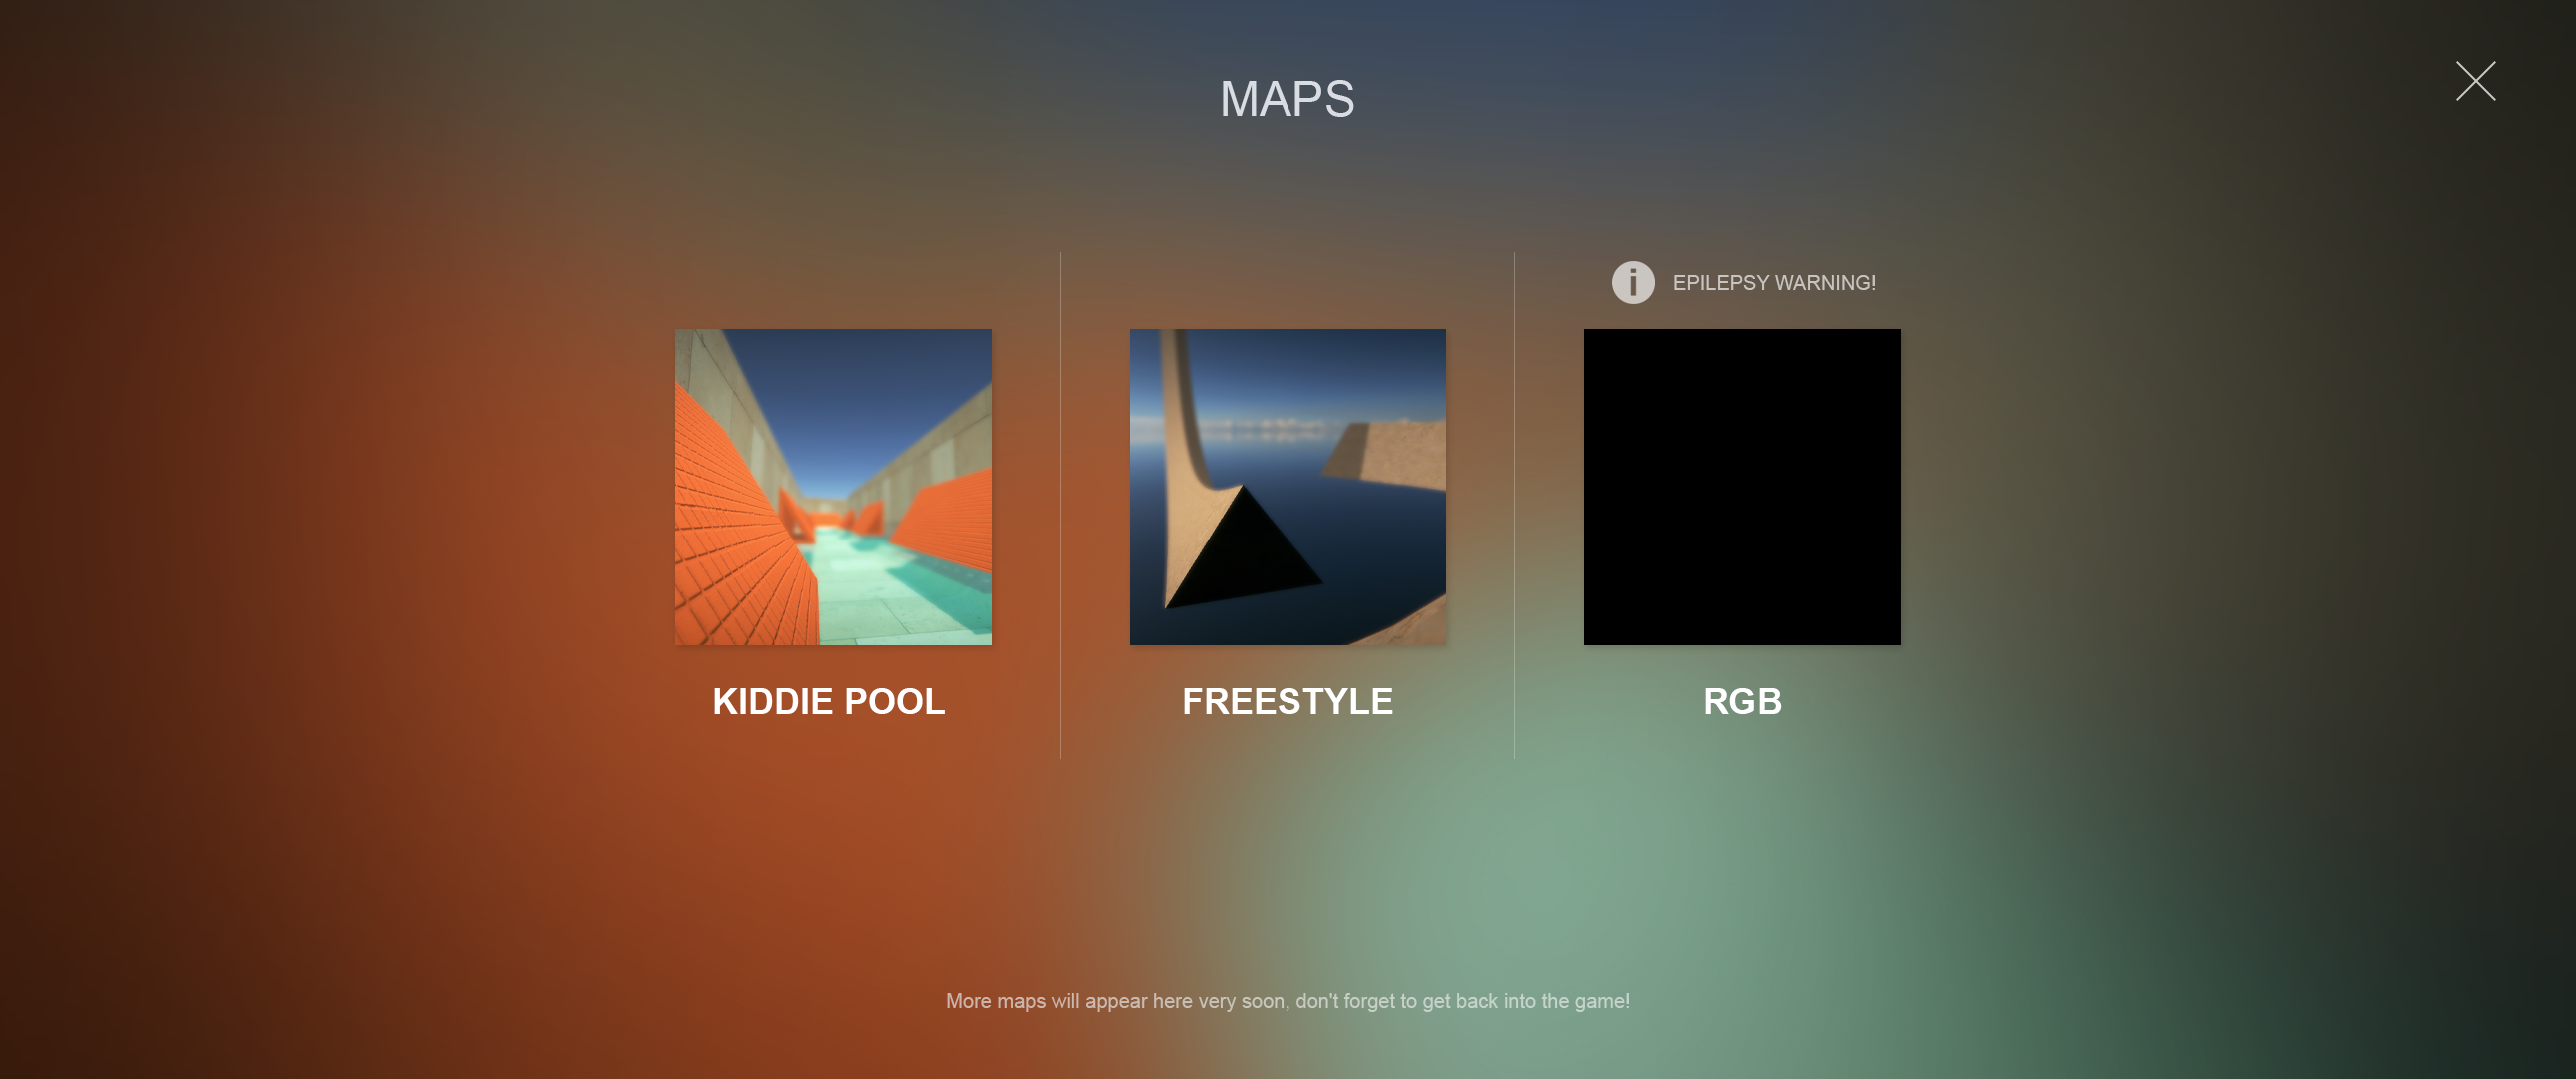 MAPS
i EPILEPSY WARNING!
KIDDIE POOL
FREESTYLE
RGB
More maps will appear here very soon, don't forget to get back into the game!